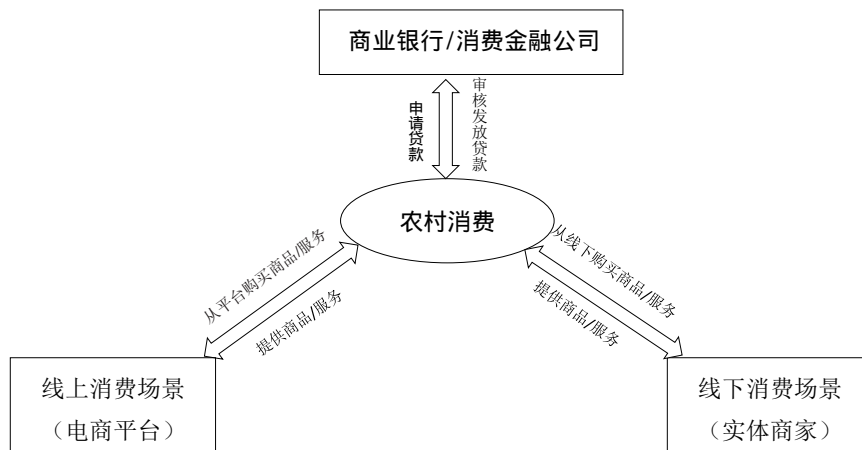 商业银行/消费金融公司
申请贷款
审核发放贷款
农村消费
从平台购买商品/服务
提供商品/服务
从线下购买商品/服务
提供商品/服务
线上消费场景
（电商平台）
线下消费场景
（实体商家）